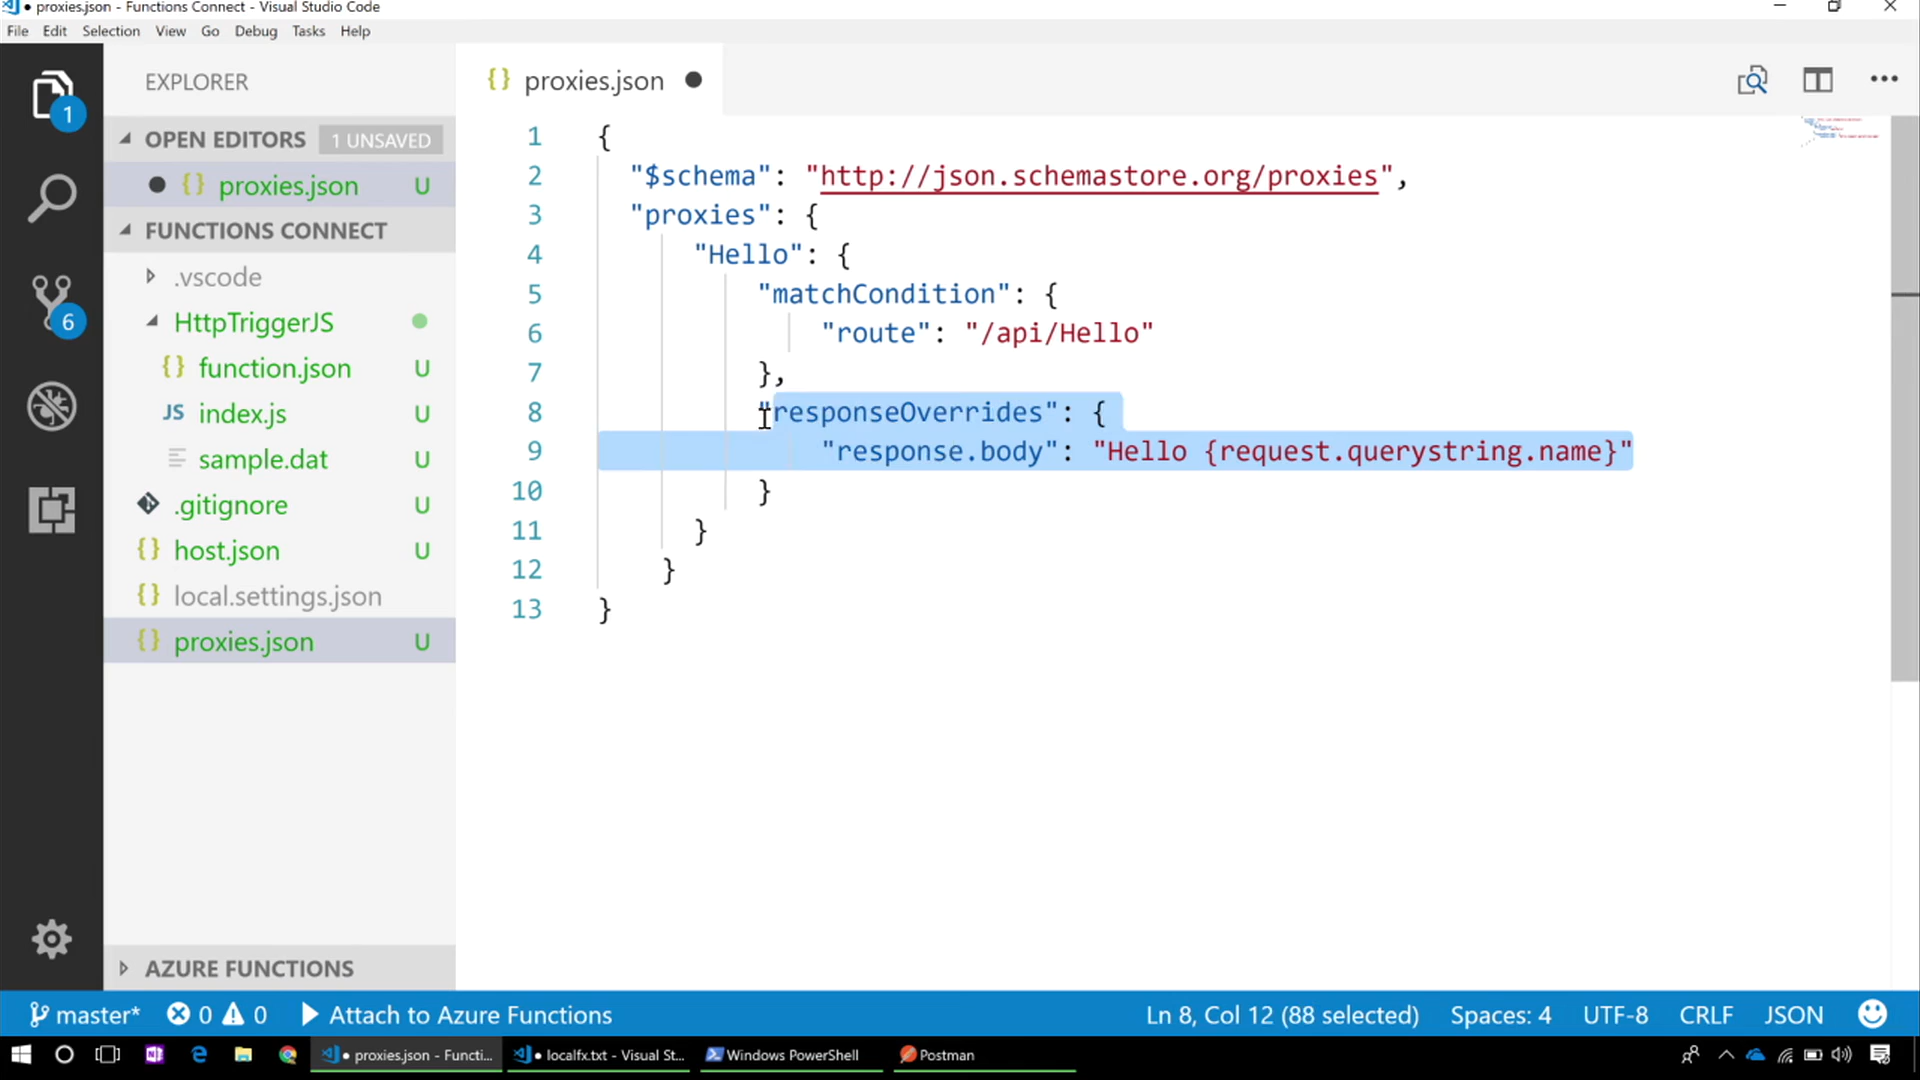 proxies.json - Functions Connect - Visual Studio Code
File Edit Selection View Go Debug Tasks Help
EXPLORER
1
OPEN EDITORS 1 UNSAVED
proxies.json U
FUNCTIONS CONNECT
.vscode
HttpTriggerJS
6
function.json U
JS index.js U
sample.dat U
.gitignore U
host.json U
local.settings.json
proxies.json U
AZURE FUNCTIONS
proxies.json
1 {
2 "$schema": "http://json.schemastore.org/proxies",
3 "proxies": {
4 "Hello": {
5 "matchCondition": {
6 "route": "/api/Hello"
7 },
8 "responseOverrides": {
9 "response.body": "Hello {request.querystring.name}"
10 }
11 }
12 }
13 }
master* 0 0 Attach to Azure Functions Ln 8, Col 12 (88 selected) Spaces: 4 UTF-8 CRLF JSON
proxies.json - Functi... localfx.txt - Visual St... Windows PowerShell Postman